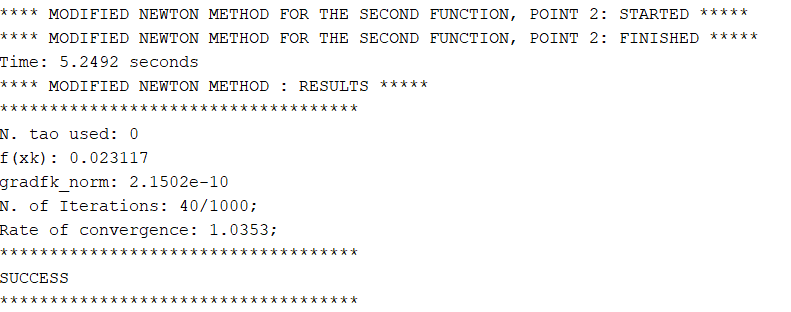 **** MODIFIED NEWTON METHOD FOR THE SECOND FUNCTION, POINT 2: STARTED *****
**** MODIFIED NEWTON METHOD FOR THE SECOND FUNCTION, POINT 2: FINISHED *****
Time: 5.2492 seconds
**** MODIFIED NEWTON METHOD : RESULTS *****
************************************
N. tao used: 0
f(xk): 0.023117
gradfk_norm: 2.1502e-10
N. of Iterations: 40/1000;
Rate of convergence: 1.0353;
************************************
SUCCESS
************************************